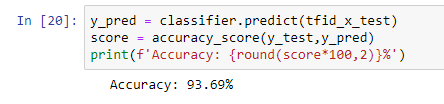 In [20]: y_pred = classifier.predict(tfid_x_test)
score = accuracy_score(y_test,y_pred)
print(f'Accuracy: {round(score*100,2)}%')
Accuracy: 93.69%